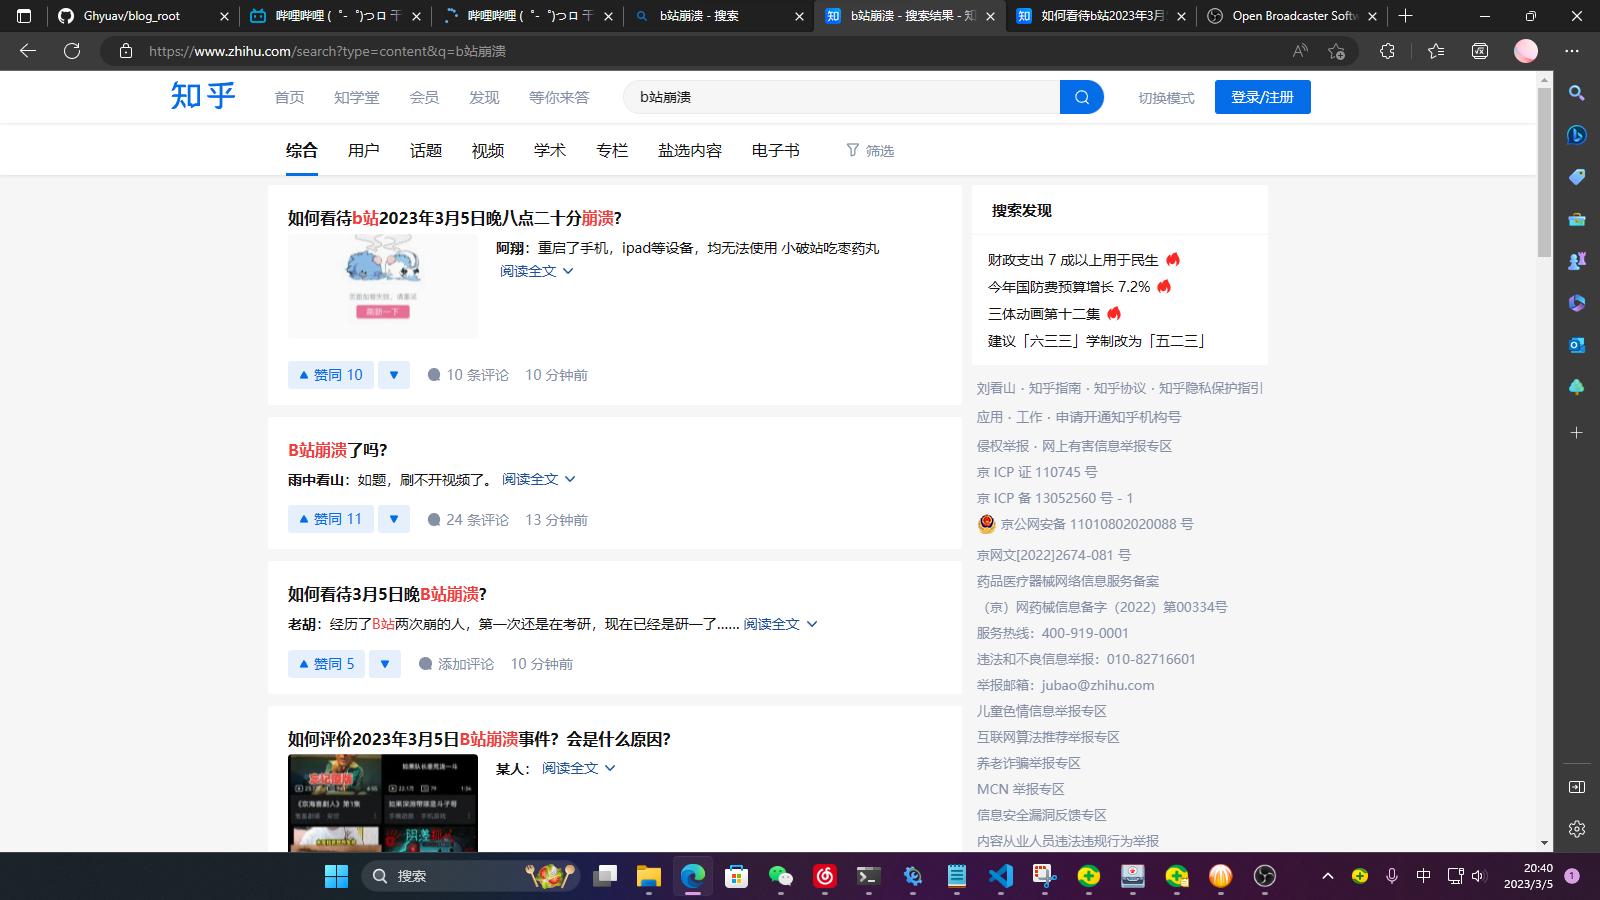 Ghyuav/blog_root
哔哩哔哩 (゜-゜)つロ 干
哔哩哔哩 (゜-゜)つロ 干
b站崩溃 - 搜索
b站崩溃 - 搜索结果 - 知
如何看待b站2023年3月5
Open Broadcaster Softw
https://www.zhihu.com/search?type=content&q=b站崩溃
知乎
首页
知学堂
会员
发现
等你来答
b站崩溃
切换模式
登录/注册
综合
用户
话题
视频
学术
专栏
盐选内容
电子书
筛选
如何看待b站2023年3月5日晚八点二十分崩溃?
阿翔：重启了手机，ipad等设备，均无法使用 小破站吃枣药丸
阅读全文
页面加载失败，请重试
刷新一下
赞同 10
10 条评论
10 分钟前
B站崩溃了吗?
雨中看山：如题，刷不开视频了。 阅读全文
赞同 11
24 条评论
13 分钟前
如何看待3月5日晚B站崩溃?
老胡：经历了B站两次崩的人，第一次还是在考研，现在已经是研一了...... 阅读全文
赞同 5
添加评论
10 分钟前
如何评价2023年3月5日B站崩溃事件？会是什么原因?
某人： 阅读全文
搜索发现
财政支出 7 成以上用于民生
今年国防费预算增长 7.2%
三体动画第十二集
建议「六三三」学制改为「五二三」
刘看山 · 知乎指南 · 知乎协议 · 知乎隐私保护指引
应用 · 工作 · 申请开通知乎机构号
侵权举报 · 网上有害信息举报专区
京 ICP 证 110745 号
京 ICP 备 13052560 号 - 1
京公网安备 11010802020088 号
京网文[2022]2674-081 号
药品医疗器械网络信息服务备案
（京）网药械信息备字（2022）第00334号
服务热线：400-919-0001
违法和不良信息举报：010-82716601
举报邮箱：jubao@zhihu.com
儿童色情信息举报专区
互联网算法推荐举报专区
养老诈骗举报专区
MCN 举报专区
信息安全漏洞反馈专区
内容从业人员违法违规行为举报
搜索
中
20:40
2023/3/5
1